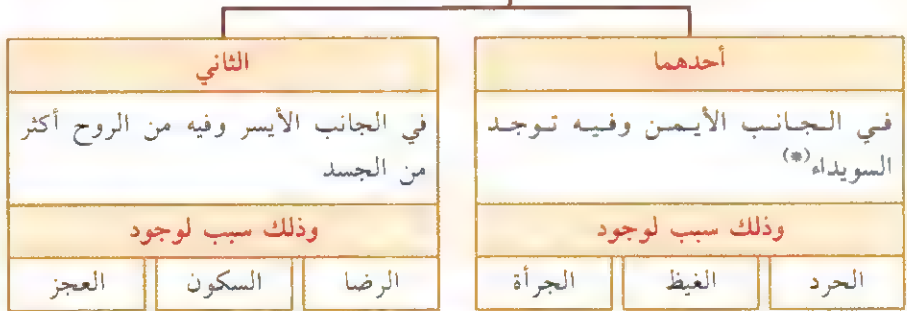 أحدهما
في الجانب الأيمن وفيه توجد
السويداء(*)
وذلك سبب لوجود
الحرد
الغيظ
الجرأة
الثاني
في الجانب الأيسر وفيه من الروح أكثر
من الجسد
وذلك سبب لوجود
الرضا
السكون
العجز